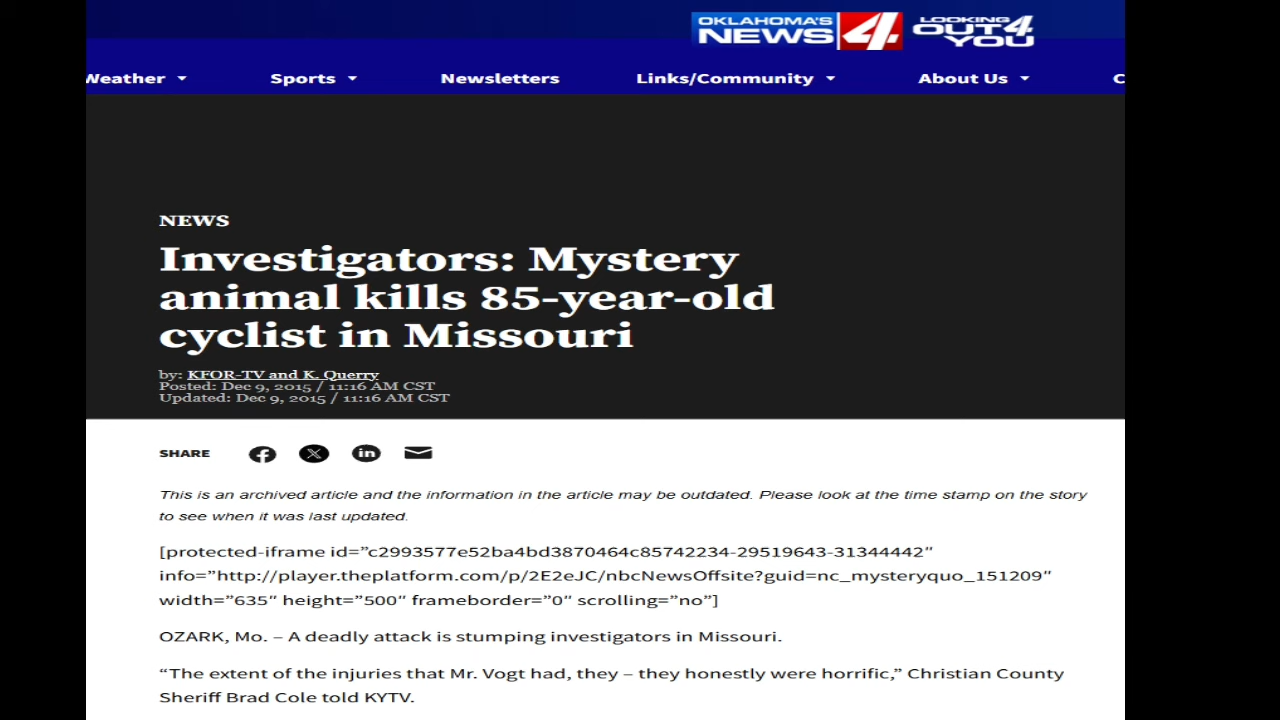 OKLAHOMA'S
NEWS 4
LOOKING
OUT 4
YOU
Weather
Sports
Newsletters
Links/Community
About Us
C
NEWS
Investigators: Mystery
animal kills 85-year-old
cyclist in Missouri
by: KFOR-TV and K. Querry
Posted: Dec 9, 2015 / 11:16 AM CST
Updated: Dec 9, 2015 / 11:16 AM CST
SHARE
This is an archived article and the information in the article may be outdated. Please look at the time stamp on the story
to see when it was last updated.
[protected-iframe id=”c2993577e52ba4bd3870464c85742234-29519643-31344442″
info=”http://player.theplatform.com/p/2E2eJC/nbcNewsOffsite?guid=nc_mysteryquo_151209″
width=”635″ height=”500″ frameborder=”0″ scrolling=”no”]
OZARK, Mo. – A deadly attack is stumping investigators in Missouri.
“The extent of the injuries that Mr. Vogt had, they – they honestly were horrific,” Christian County
Sheriff Brad Cole told KYTV.